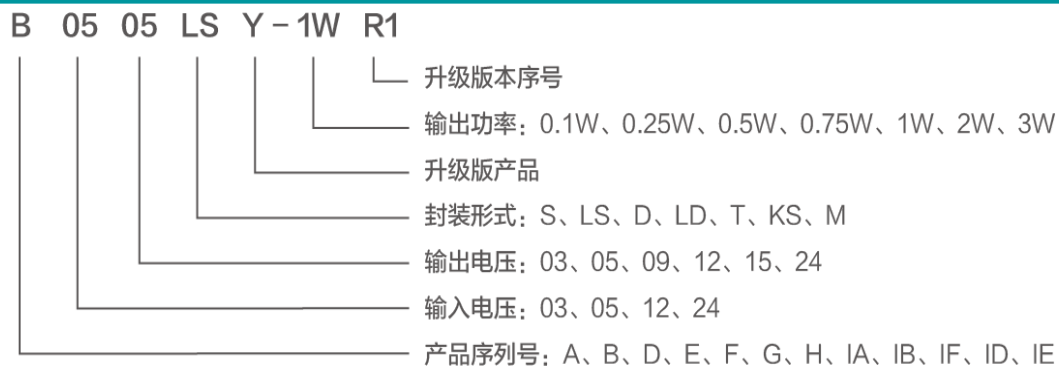 B 05 05 LS Y-1W R1
升级版本序号
输出功率：0.1W、0.25W、0.5W、0.75W、1W、2W、3W
升级版产品
封装形式：S、LS、D、LD、T、KS、M
输出电压：03、05、09、12、15、24
输入电压：03、05、12、24
产品序列号：A、B、D、E、F、G、H、IA、IB、IF、ID、IE